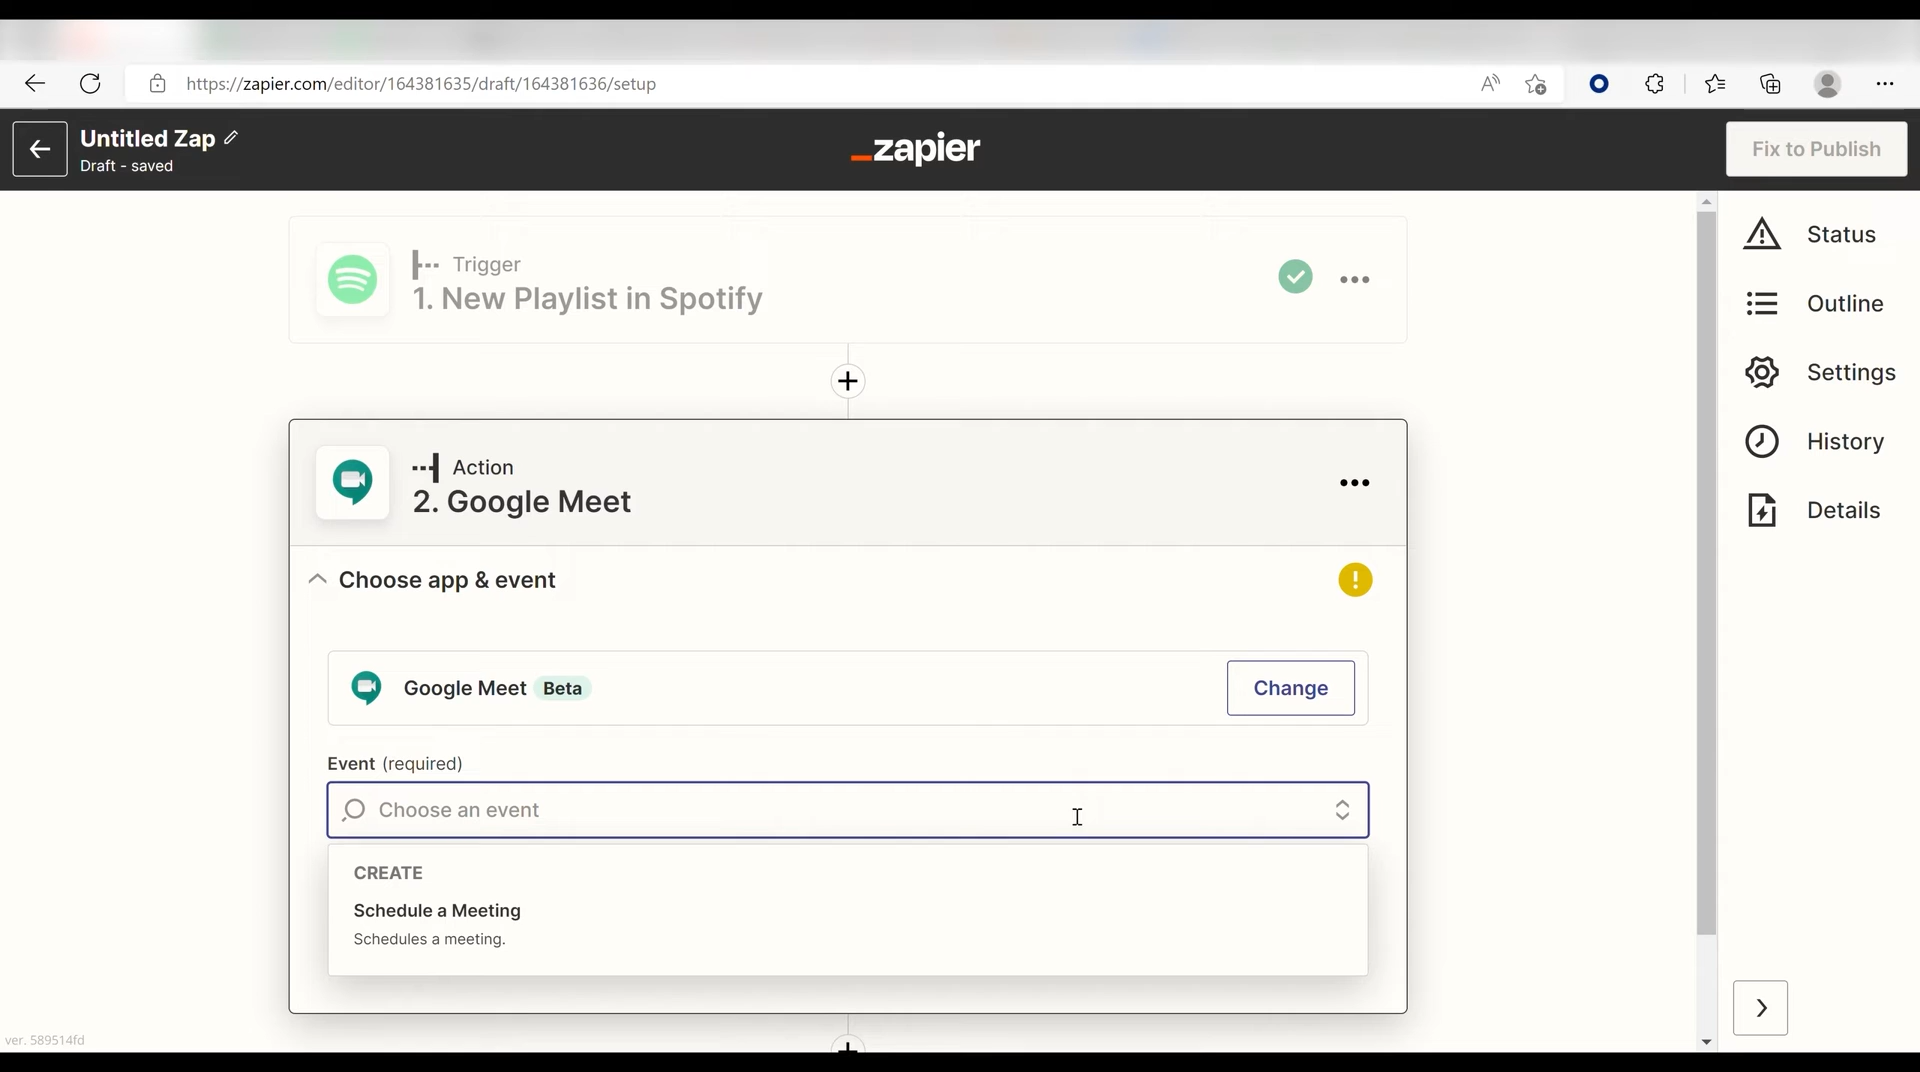 https://zapier.com/editor/164381635/draft/164381636/setup
Untitled Zap
Draft - saved
zapier
Fix to Publish
Trigger
1. New Playlist in Spotify
Status
Outline
Settings
History
Details
Action
2. Google Meet
Choose app & event
Google Meet Beta
Change
Event (required)
Choose an event
CREATE
Schedule a Meeting
Schedules a meeting.
ver. 589514fd